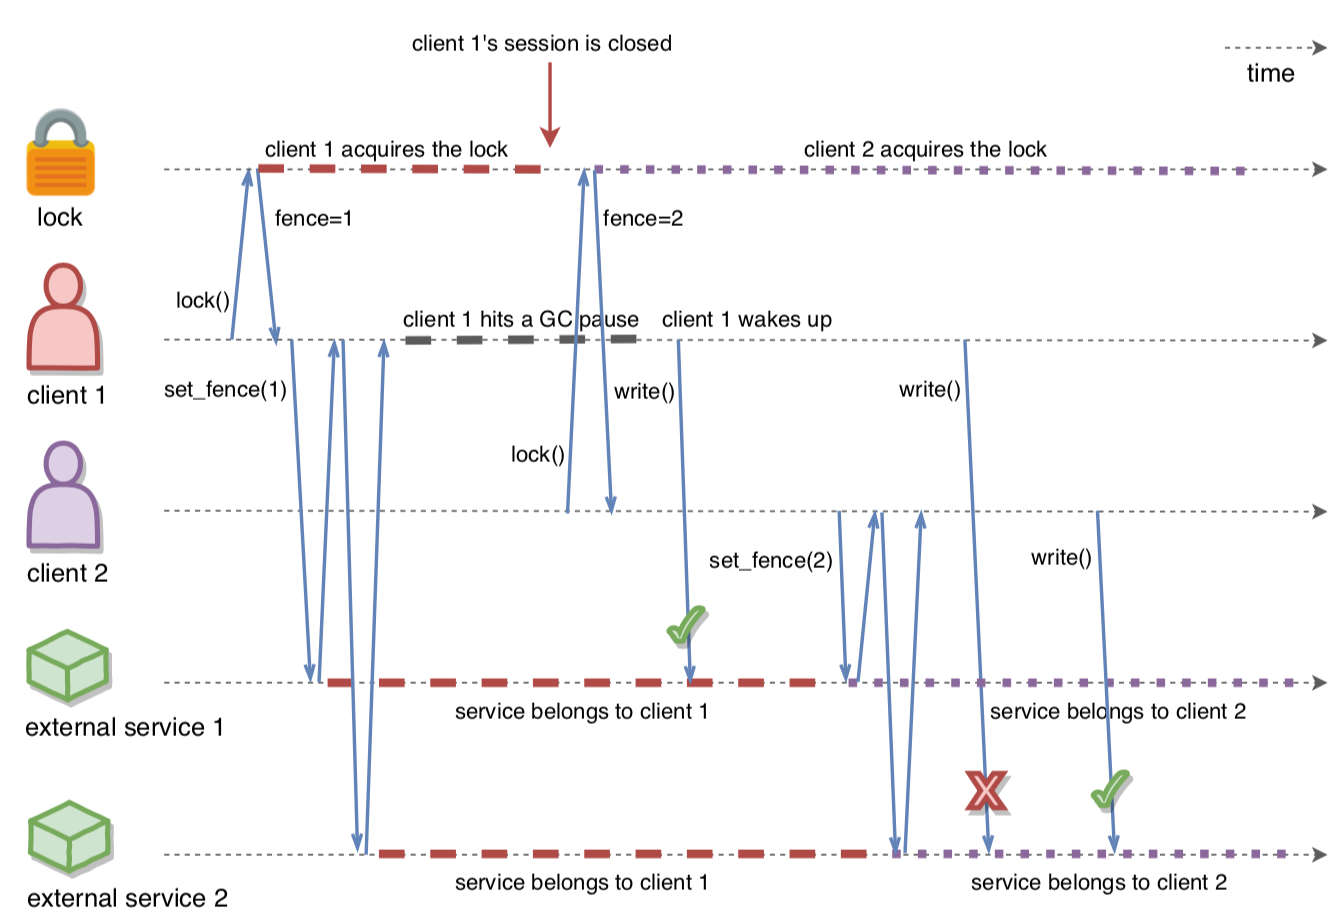 client 1's session is closed
time
client 1 acquires the lock
client 2 acquires the lock
lock
fence=1
fence=2
lock()
client 1 hits a GC pause
client 1 wakes up
client 1
set_fence(1)
write()
write()
lock()
client 2
set_fence(2)
write()
external service 1
service belongs to client 1
service belongs to client 2
external service 2
service belongs to client 1
service belongs to client 2